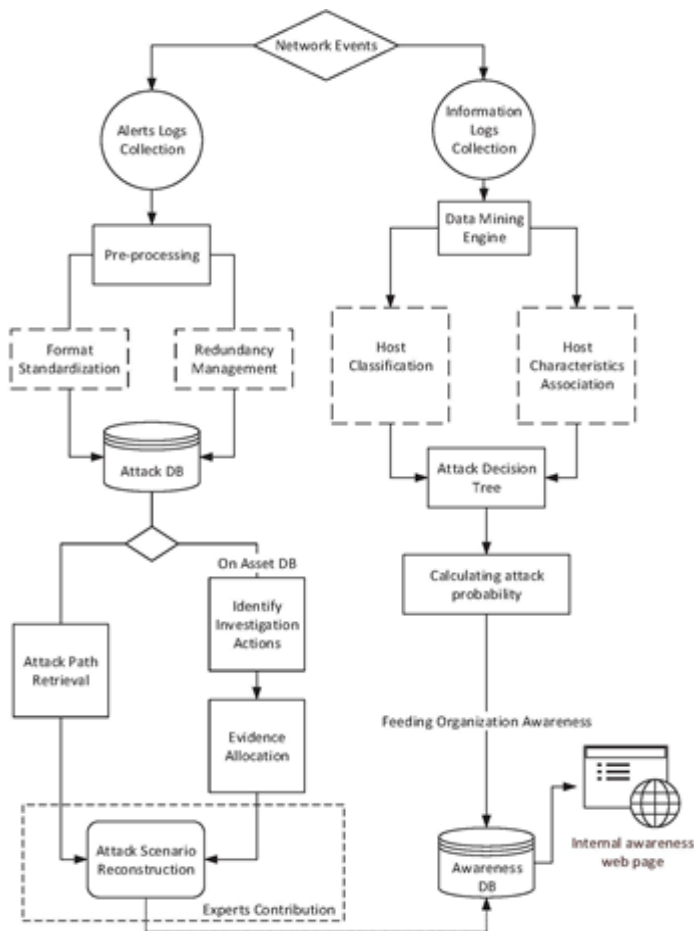 Network Events
Alerts Logs
Collection
Information
Logs
Collection
Pre-processing
Data Mining
Engine
Format
Standardization
Redundancy
Management
Host
Classification
Host
Characteristics
Association
Attack DB
Attack Decision
Tree
On Asset DB
Calculating attack
probability
Identify
Investigation
Actions
Attack Path
Retrieval
Feeding Organization Awareness
Evidence
Allocation
Internal awareness
web page
Attack Scenario
Reconstruction
Awareness
DB
Experts Contribution